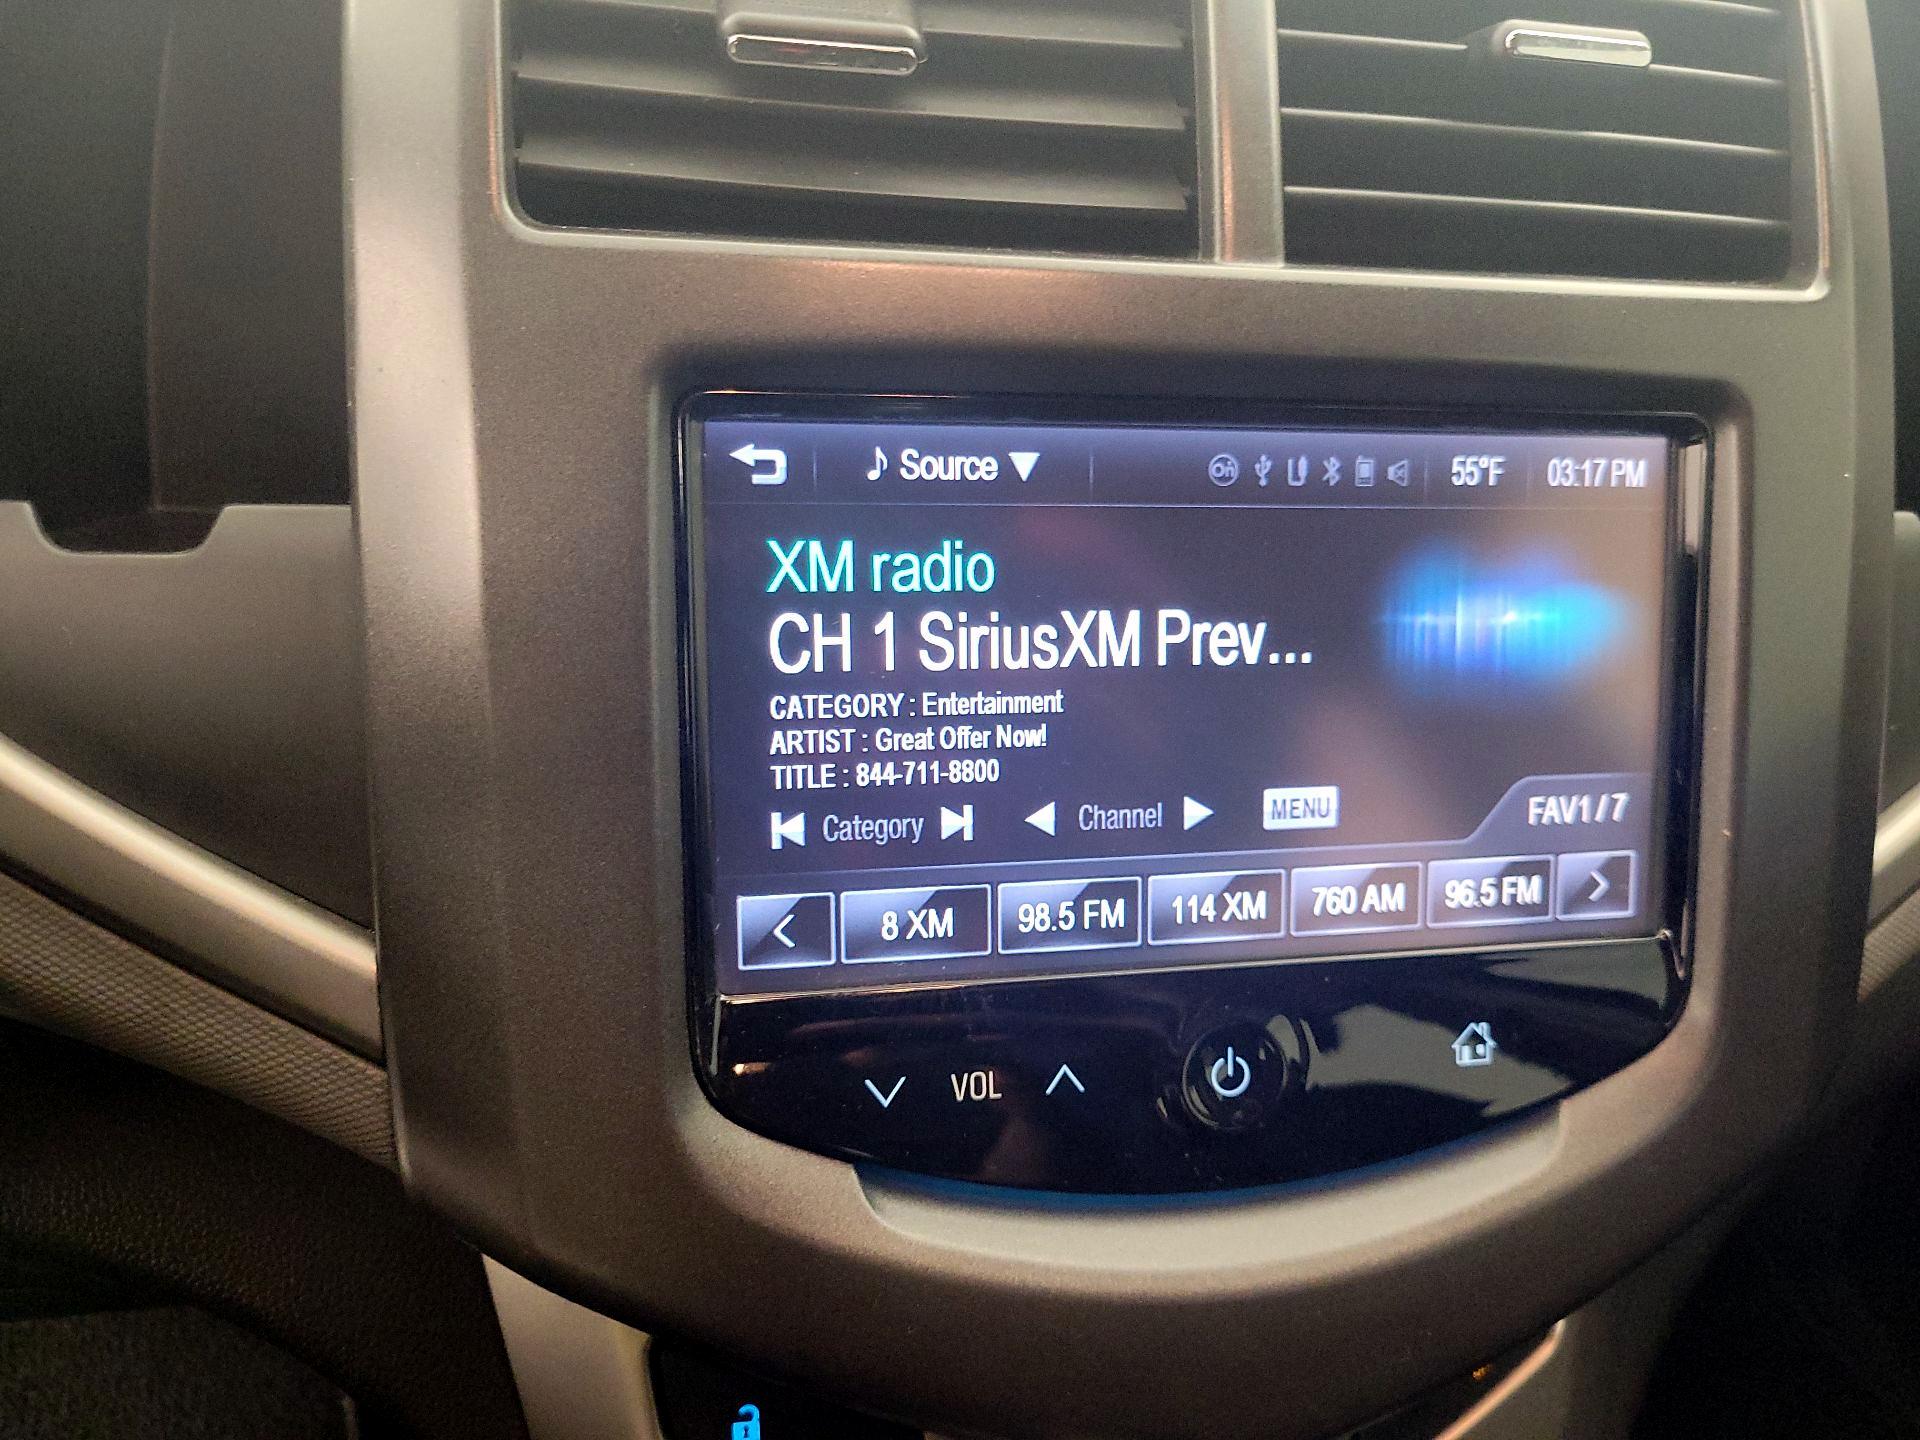 Source
On
55°F
03:17 PM
XM radio
CH 1 SiriusXM Prev...
CATEGORY : Entertainment
ARTIST : Great Offer Now!
TITLE : 844-711-8800
Category
Channel
MENU
FAV1/7
8 XM
98.5 FM
114 XM
760 AM
96.5 FM
VOL